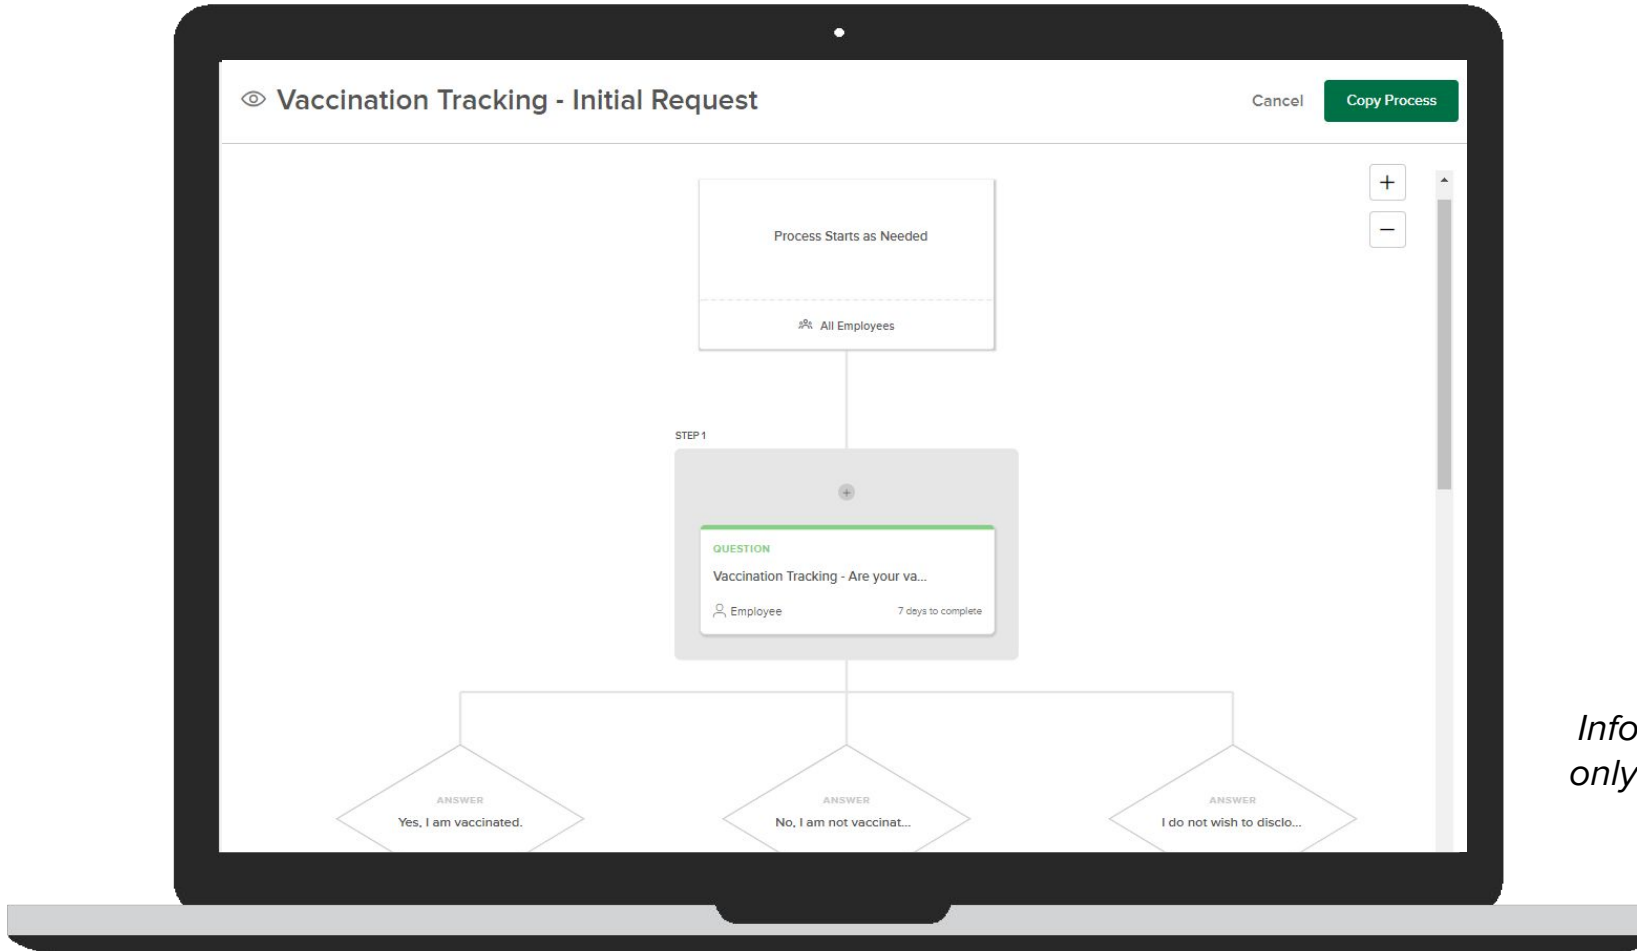 Vaccination Tracking - Initial Request
Cancel
Copy Process
Process Starts as Needed
All Employees
STEP 1
QUESTION
Vaccination Tracking - Are your va...
Employee
7 days to complete
ANSWER
Yes, I am vaccinated.
ANSWER
No, I am not vaccinat...
ANSWER
I do not wish to disclo...
Info
only